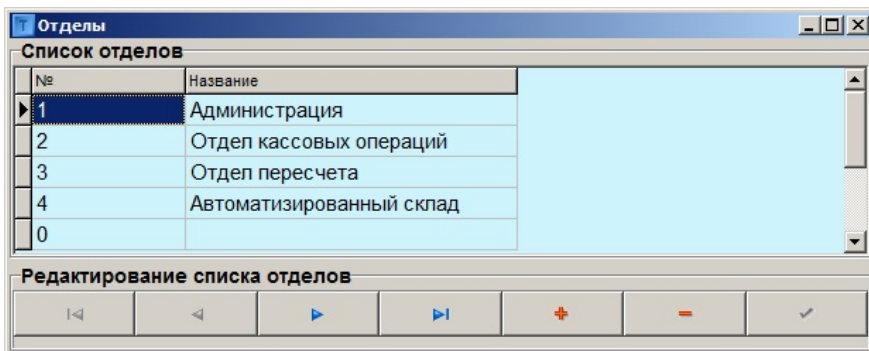 Отделы
Список отделов
№ Название
1 Администрация
2 Отдел кассовых операций
3 Отдел пересчета
4 Автоматизированный склад
0
Редактирование списка отделов